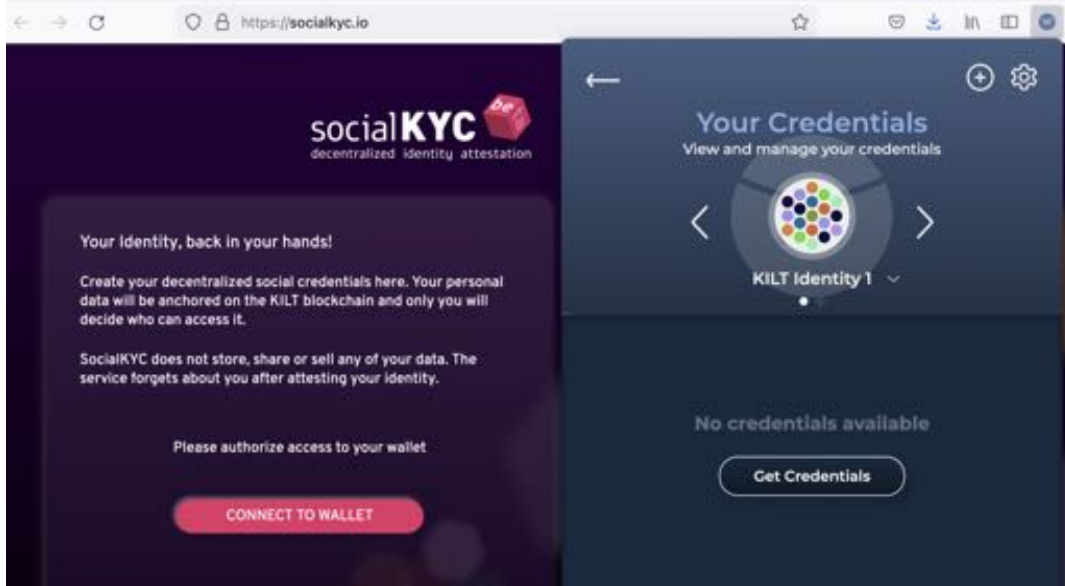 https://socialkyc.io
socialKYC
be
decentralized identity attestation
Your Identity, back in your hands!
Create your decentralized social credentials here. Your personal
data will be anchored on the KILT blockchain and only you will
decide who can access it.
SocialKYC does not store, share or sell any of your data. The
service forgets about you after attesting your identity.
Please authorize access to your wallet
CONNECT TO WALLET
Your Credentials
View and manage your credentials
KILT Identity 1
No credentials available
Get Credentials